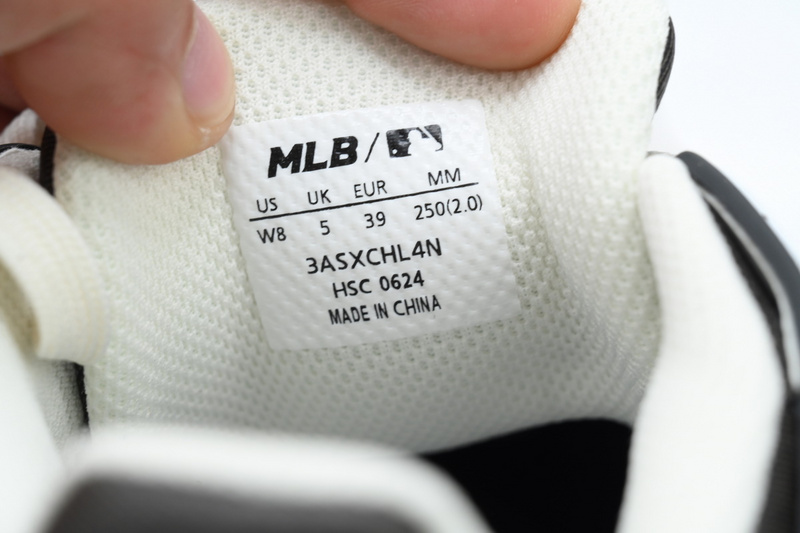 MLB/
US UK EUR MM
W8 5 39 250(2.0)
3ASXCHL4N
HSC 0624
MADE IN CHINA